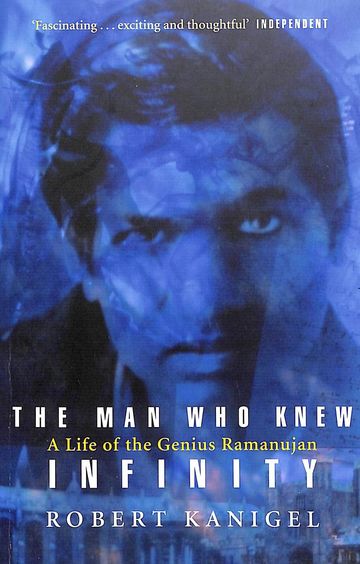 'Fascinating . . . exciting and thoughtful' INDEPENDENT
THE MAN WHO KNEW
A Life of the Genius Ramanujan
INFINITY
ROBERT KANIGEL